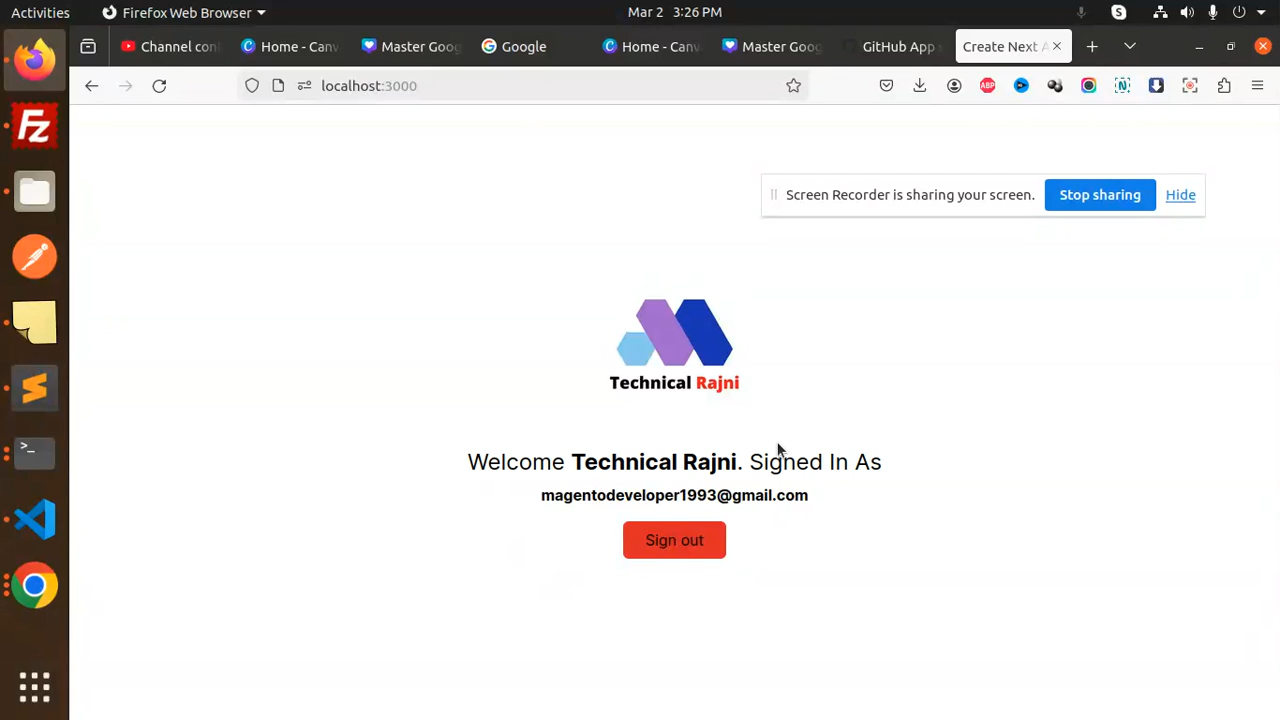 Activities
Firefox Web Browser
Mar 2 3:26 PM
Channel con
Home - Canv
Master Goog
Google
Home - Canv
Master Goog
GitHub App s
Create Next A
localhost:3000
ABP
N
Fz
S
>_
Screen Recorder is sharing your screen.
Stop sharing
Hide
Technical Rajni
Welcome Technical Rajni. Signed In As
magentodeveloper1993@gmail.com
Sign out